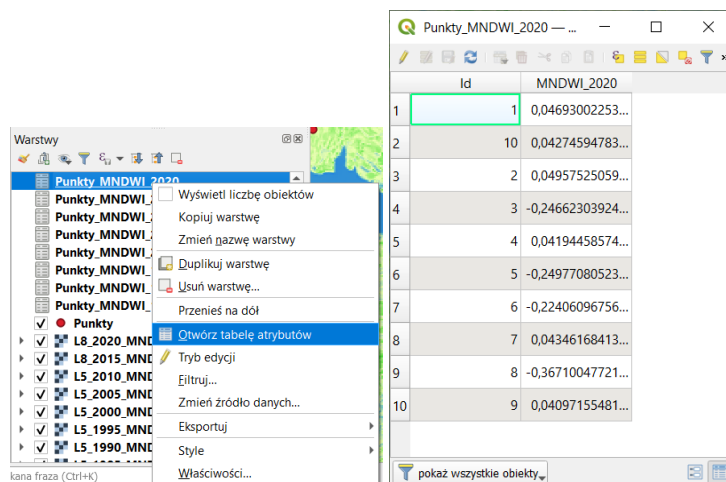 Warstwy
Punkty_MNDWI_2020
Punkty_MNDWI_
Punkty_MNDWI_
Punkty_MNDWI_
Punkty_MNDWI_
Punkty_MNDWI_
Punkty_MNDWI_
Punkty
L8_2020_MND
L8_2015_MND
L5_2010_MND
L5_2005_MND
L5_2000_MND
L5_1995_MND
L5_1990_MND
kana fraza (Ctrl+K)
Wyświetl liczbę obiektów
Kopiuj warstwę
Zmień nazwę warstwy
Duplikuj warstwę
Usuń warstwę...
Przenieś na dół
Otwórz tabelę atrybutów
Tryb edycji
Filtruj...
Zmień źródło danych...
Eksportuj
Style
Właściwości...
Punkty_MNDWI_2020 — ...
Id MNDWI_2020
1 1 0,04693002253...
2 10 0,04274594783...
3 2 0,04957525059...
4 3 -0,24662303924...
5 4 0,04194458574...
6 5 -0,24977080523...
7 6 -0,22406096756...
8 7 0,04346168413...
9 8 -0,36710047721...
10 9 0,04097155481...
pokaż wszystkie obiekty